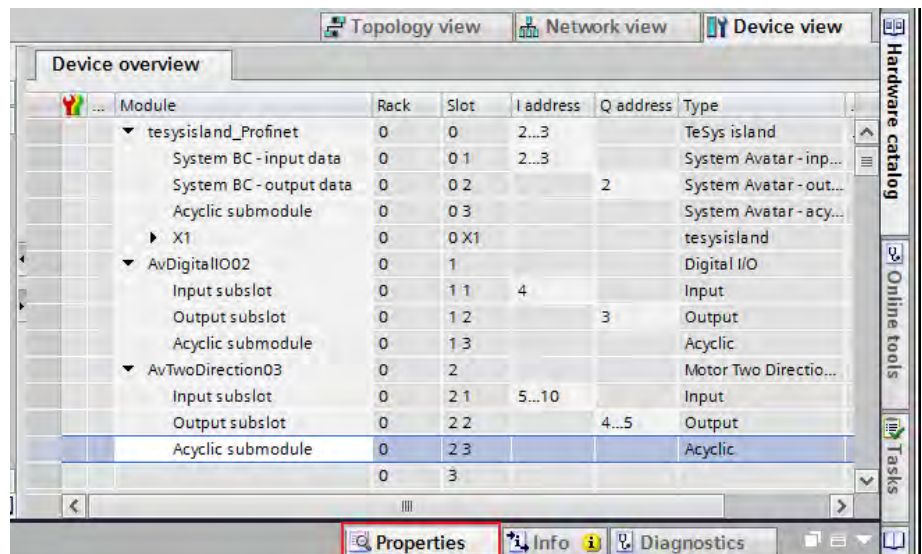 Topology view Network view Device view
Device overview
... Module Rack Slot I address Q address Type
tesysisland_Profinet 0 0 2...3 TeSys island
System BC - input data 0 0 1 2...3 System Avatar - inp...
System BC - output data 0 0 2 2 System Avatar - out...
Acyclic submodule 0 0 3 System Avatar - acy...
X1 0 0 X1 tesysisland
AvDigitalIO02 0 1 Digital I/O
Input subslot 0 1 1 4 Input
Output subslot 0 1 2 3 Output
Acyclic submodule 0 1 3 Acyclic
AvTwoDirection03 0 2 Motor Two Directio...
Input subslot 0 2 1 5...10 Input
Output subslot 0 2 2 4...5 Output
Acyclic submodule 0 2 3 Acyclic
0 3
Properties Info Diagnostics
Hardware catalog
Online tools
Tasks